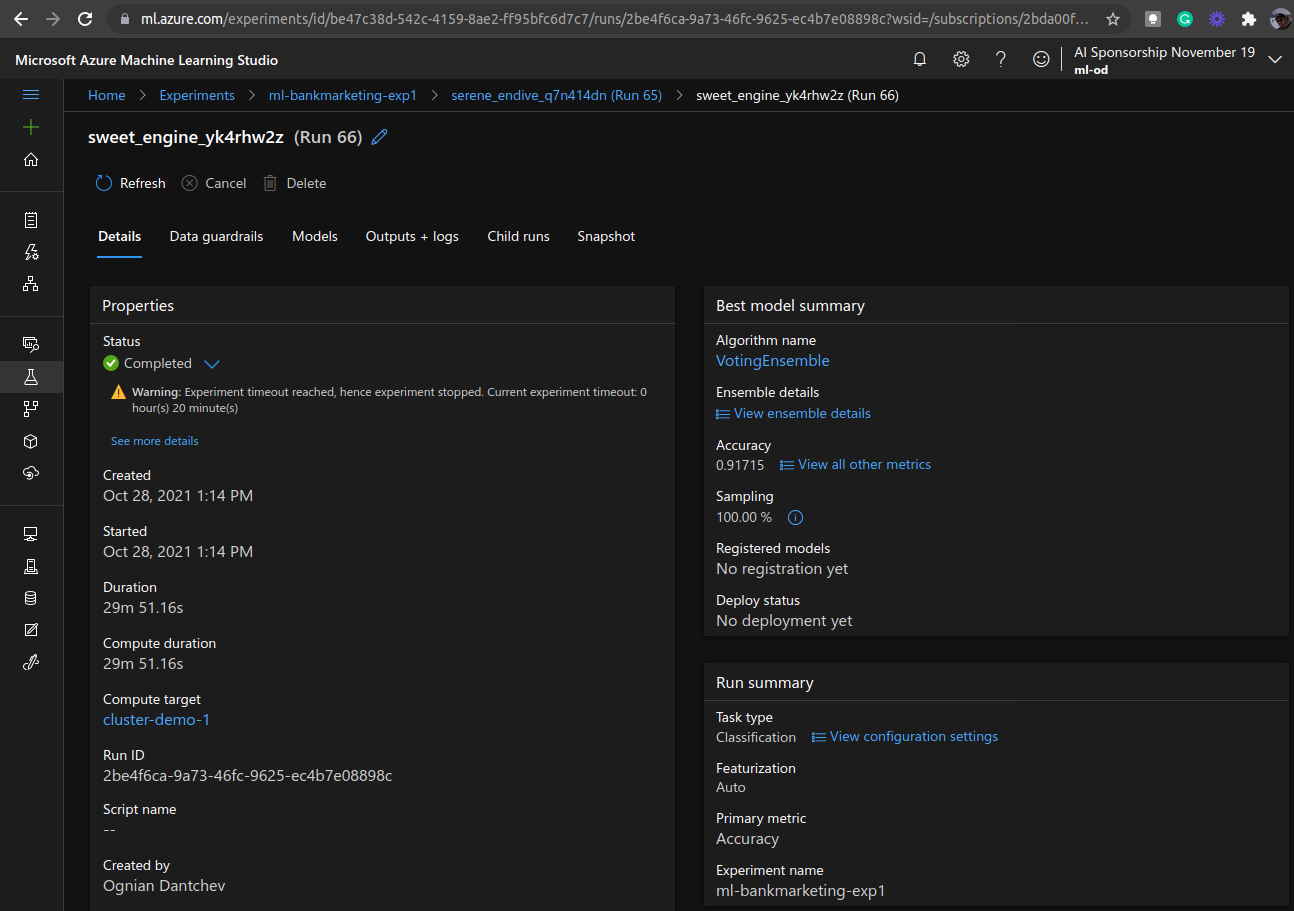 ml.azure.com/experiments/id/be47c38d-542c-4159-8ae2-ff95bfc6d7c7/runs/2be4f6ca-9a73-46fc-9625-ec4b7e08898c?wsid=/subscriptions/2bda00f...
Microsoft Azure Machine Learning Studio
AI Sponsorship November 19
ml-od
Home > Experiments > ml-bankmarketing-exp1 > serene_endive_q7n414dn (Run 65) > sweet_engine_yk4rhw2z (Run 66)
sweet_engine_yk4rhw2z (Run 66)
Refresh Cancel Delete
Details Data guardrails Models Outputs + logs Child runs Snapshot
Properties
Status
Completed
Warning: Experiment timeout reached, hence experiment stopped. Current experiment timeout: 0
hour(s) 20 minute(s)
See more details
Created
Oct 28, 2021 1:14 PM
Started
Oct 28, 2021 1:14 PM
Duration
29m 51.16s
Compute duration
29m 51.16s
Compute target
cluster-demo-1
Run ID
2be4f6ca-9a73-46fc-9625-ec4b7e08898c
Script name
--
Created by
Ognian Dantchev
Best model summary
Algorithm name
VotingEnsemble
Ensemble details
View ensemble details
Accuracy
0.91715 View all other metrics
Sampling
100.00 %
Registered models
No registration yet
Deploy status
No deployment yet
Run summary
Task type
Classification View configuration settings
Featurization
Auto
Primary metric
Accuracy
Experiment name
ml-bankmarketing-exp1